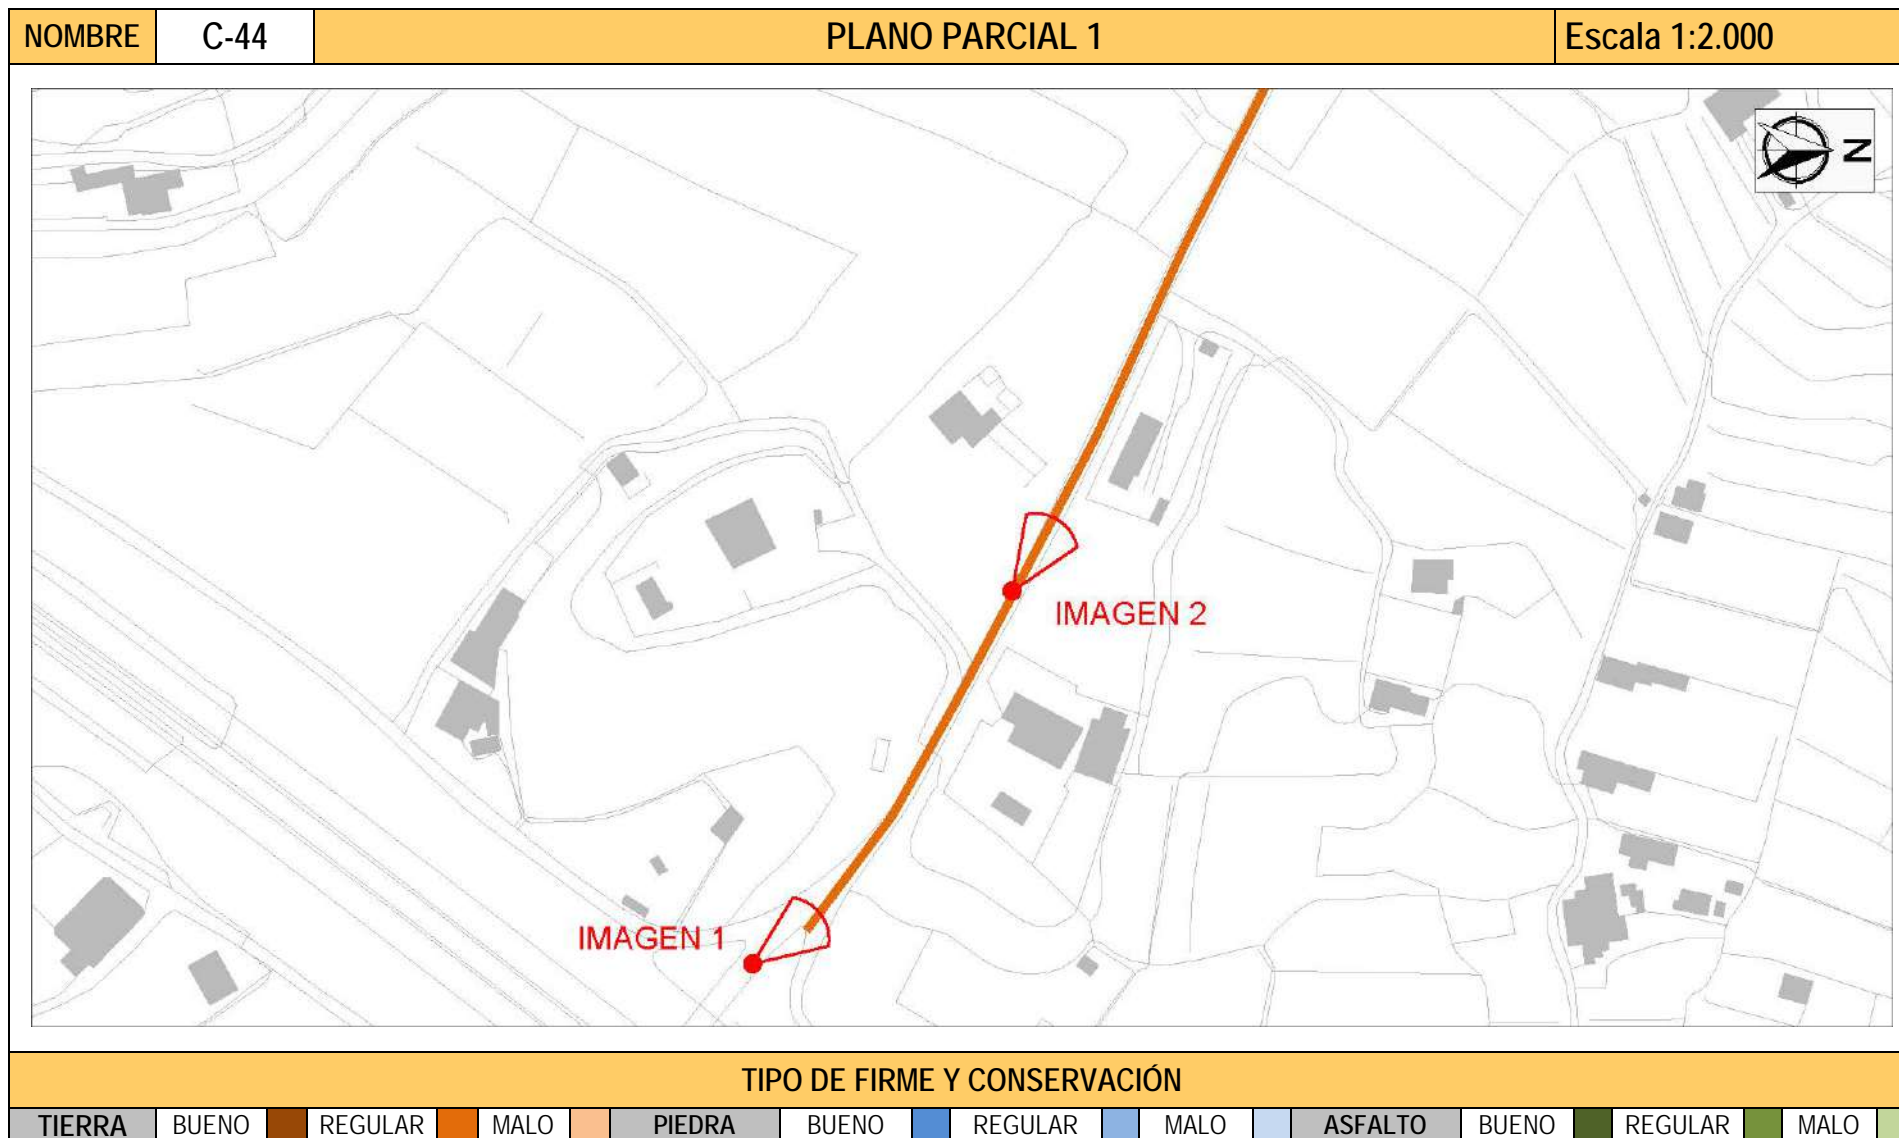 NOMBRE C-44 PLANO PARCIAL 1 Escala 1:2.000
N
IMAGEN 2
IMAGEN 1
TIPO DE FIRME Y CONSERVACIÓN
TIERRA BUENO REGULAR MALO PIEDRA BUENO REGULAR MALO ASFALTO BUENO REGULAR MALO